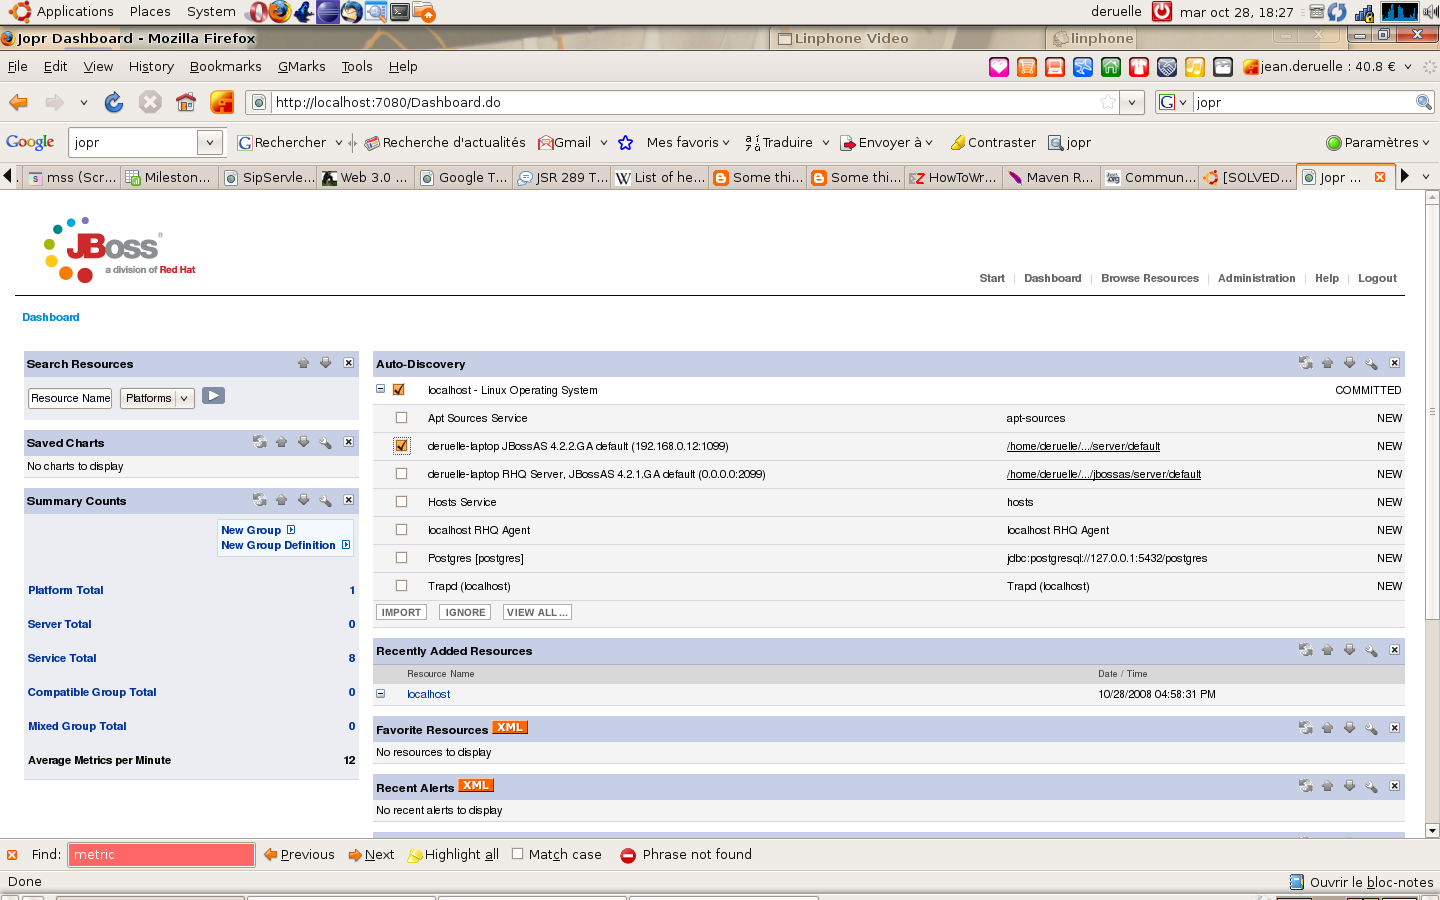 Applications Places System deruelle mar oct 28, 18:27
Jopr Dashboard - Mozilla Firefox Linphone Video linphone
File Edit View History Bookmarks GMarks Tools Help jean.deruelle : 40.8 €
http://localhost:7080/Dashboard.do jopr
Google jopr Rechercher Recherche d'actualités Gmail Mes favoris Traduire Envoyer à Contraster jopr Paramètres
mss (Scr... Mileston... SipServle... Web 3.0 ... Google T... JSR 289 T... List of he... Some thi... Some thi... HowToWr... Maven R... Commun... [SOLVED... Jopr ...
JBoss®
a division of Red Hat
Start Dashboard Browse Resources Administration Help Logout
Dashboard
Search Resources
Resource Name Platforms
Saved Charts
No charts to display
Summary Counts
New Group
New Group Definition
Platform Total 1
Server Total 0
Service Total 8
Compatible Group Total 0
Mixed Group Total 0
Average Metrics per Minute 12
Auto-Discovery
localhost - Linux Operating System COMMITTED
Apt Sources Service apt-sources NEW
deruelle-laptop JBossAS 4.2.2.GA default (192.168.0.12:1099) /home/deruelle/.../server/default NEW
deruelle-laptop RHQ Server, JBossAS 4.2.1.GA default (0.0.0.0:2099) /home/deruelle/.../jbossas/server/default NEW
Hosts Service hosts NEW
localhost RHQ Agent localhost RHQ Agent NEW
Postgres [postgres] jdbc:postgresql://127.0.0.1:5432/postgres NEW
Trapd (localhost) Trapd (localhost) NEW
IMPORT IGNORE VIEW ALL...
Recently Added Resources
Resource Name Date / Time
localhost 10/28/2008 04:58:31 PM
Favorite Resources XML
No resources to display
Recent Alerts XML
No recent alerts to display
Find: metric Previous Next Highlight all Match case Phrase not found
Done Ouvrir le bloc-notes